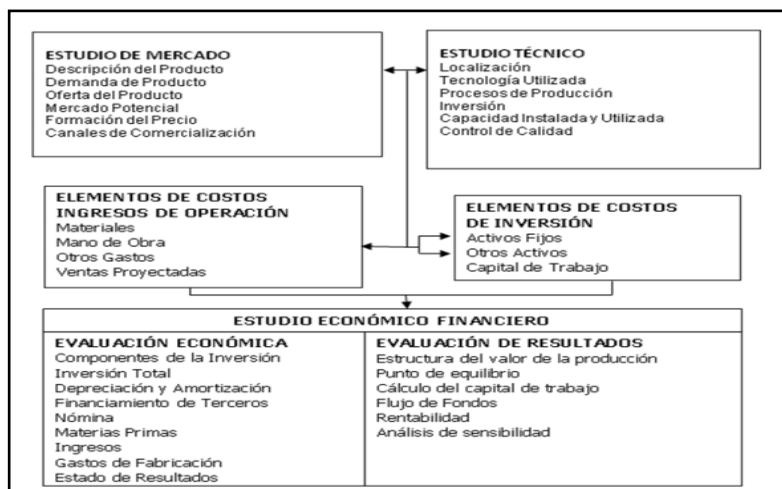 ESTUDIO DE MERCADO
Descripción del Producto
Demanda de Producto
Oferta del Producto
Mercado Potencial
Formación del Precio
Canales de Comercialización
ESTUDIO TÉCNICO
Localización
Tecnología Utilizada
Procesos de Producción
Inversión
Capacidad Instalada y Utilizada
Control de Calidad
ELEMENTOS DE COSTOS
INGRESOS DE OPERACIÓN
Materiales
Mano de Obra
Otros Gastos
Ventas Proyectadas
ELEMENTOS DE COSTOS
DE INVERSIÓN
Activos Fijos
Otros Activos
Capital de Trabajo
ESTUDIO ECONÓMICO FINANCIERO
EVALUACIÓN ECONÓMICA
Componentes de la Inversión
Inversión Total
Depreciación y Amortización
Financiamiento de Terceros
Nómina
Materias Primas
Ingresos
Gastos de Fabricación
Estado de Resultados
EVALUACIÓN DE RESULTADOS
Estructura del valor de la producción
Punto de equilibrio
Cálculo del capital de trabajo
Flujo de Fondos
Rentabilidad
Análisis de sensibilidad